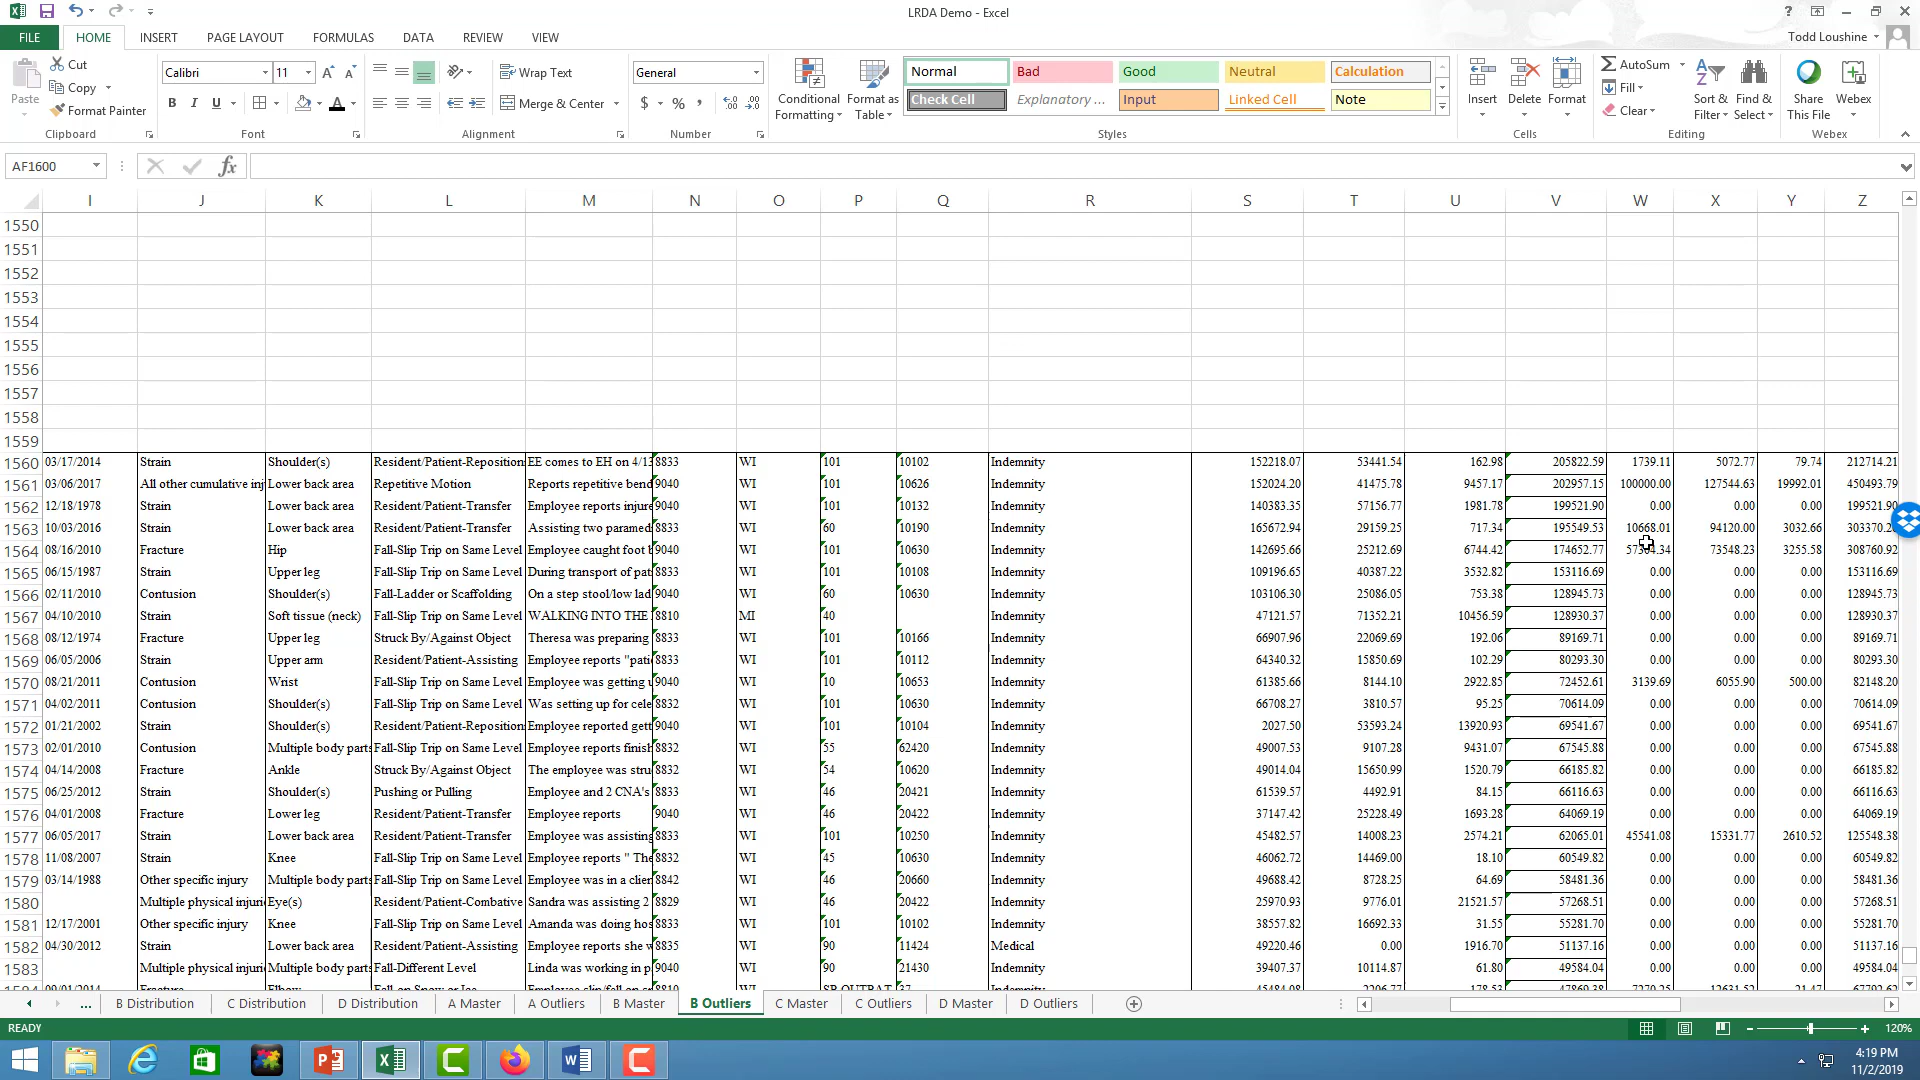 LRDA Demo - Excel
Todd Loushine
FILE HOME INSERT PAGE LAYOUT FORMULAS DATA REVIEW VIEW
Cut
Copy
Format Painter
Paste
Clipboard
Calibri 11
B I U
Font
Wrap Text
Merge & Center
Alignment
General
$ % ,
Number
Conditional Formatting
Format as Table
Normal Bad Good Neutral Calculation
Check Cell Explanatory ... Input Linked Cell Note
Styles
Insert Delete Format
Cells
AutoSum
Fill
Clear
Sort & Filter
Find & Select
Editing
Share This File
Webex
Webex
AF1600 fx
I J K L M N O P Q R S T U V W X Y Z
1550
1551
1552
1553
1554
1555
1556
1557
1558
1559
1560 03/17/2014 Strain Shoulder(s) Resident/Patient-Reposition EE comes to EH on 4/13 8833 WI 101 10102 Indemnity 152218.07 53441.54 162.98 205822.59 1739.11 5072.77 79.74 212714.21
1561 03/06/2017 All other cumulative inj Lower back area Repetitive Motion Reports repetitive bend 9040 WI 101 10626 Indemnity 152024.20 41475.78 9457.17 202957.15 100000.00 127544.63 19992.01 450493.79
1562 12/18/1978 Strain Lower back area Resident/Patient-Transfer Employee reports injure 9040 WI 101 10132 Indemnity 140383.35 57156.77 1981.78 199521.90 0.00 0.00 0.00 199521.90
1563 10/03/2016 Strain Lower back area Resident/Patient-Transfer Assisting two paramed 8833 WI 60 10190 Indemnity 165672.94 29159.25 717.34 195549.53 10668.01 94120.00 3032.66
1564 08/16/2010 Fracture Hip Fall-Slip Trip on Same Level Employee caught foot 9040 WI 101 10630 Indemnity 142695.66 25212.69 6744.42 174652.77 73548.23 3255.58 308760.92
1565 06/15/1987 Strain Upper leg Fall-Slip Trip on Same Level During transport of pat 8833 WI 101 10108 Indemnity 109196.65 40387.22 3532.82 153116.69 0.00 0.00 0.00 153116.69
1566 02/11/2010 Contusion Shoulder(s) Fall-Ladder or Scaffolding On a step stool/low lad 9040 WI 60 10630 Indemnity 103106.30 25086.05 753.38 128945.73 0.00 0.00 0.00 128945.73
1567 04/10/2010 Strain Soft tissue (neck) Fall-Slip Trip on Same Level WALKING INTO THE 8810 MI 40 Indemnity 47121.57 71352.21 10456.59 128930.37 0.00 0.00 0.00 128930.37
1568 08/12/1974 Fracture Upper leg Struck By/Against Object Theresa was preparing 8833 WI 101 10166 Indemnity 66907.96 22069.69 192.06 89169.71 0.00 0.00 0.00 89169.71
1569 06/05/2006 Strain Upper arm Resident/Patient-Assisting Employee reports "pati 8833 WI 101 10112 Indemnity 64340.32 15850.69 102.29 80293.30 0.00 0.00 0.00 80293.30
1570 08/21/2011 Contusion Wrist Fall-Slip Trip on Same Level Employee was getting u 9040 WI 10 10653 Indemnity 61385.66 8144.10 2922.85 72452.61 3139.69 6055.90 500.00 82148.20
1571 04/02/2011 Contusion Shoulder(s) Fall-Slip Trip on Same Level Was setting up for cele 8832 WI 101 10630 Indemnity 66708.27 3810.57 95.25 70614.09 0.00 0.00 0.00 70614.09
1572 01/21/2002 Strain Shoulder(s) Resident/Patient-Reposition Employee reported gett 9040 WI 101 10104 Indemnity 2027.50 53593.24 13920.93 69541.67 0.00 0.00 0.00 69541.67
1573 02/01/2010 Contusion Multiple body parts Fall-Slip Trip on Same Level Employee reports finish 8832 WI 55 62420 Indemnity 49007.53 9107.28 9431.07 67545.88 0.00 0.00 0.00 67545.88
1574 04/14/2008 Fracture Ankle Struck By/Against Object The employee was stru 8832 WI 54 10620 Indemnity 49014.04 15650.99 1520.79 66185.82 0.00 0.00 0.00 66185.82
1575 06/25/2012 Strain Shoulder(s) Pushing or Pulling Employee and 2 CNA's 8833 WI 46 20421 Indemnity 61539.57 4492.91 84.15 66116.63 0.00 0.00 0.00 66116.63
1576 04/01/2008 Fracture Lower leg Resident/Patient-Transfer Employee reports 9040 WI 46 20422 Indemnity 37147.42 25228.49 1693.28 64069.19 0.00 0.00 0.00 64069.19
1577 06/05/2017 Strain Lower back area Resident/Patient-Transfer Employee was assisting 8833 WI 101 10250 Indemnity 45482.57 14008.23 2574.21 62065.01 45541.08 15331.77 2610.52 125548.38
1578 11/08/2007 Strain Knee Fall-Slip Trip on Same Level Employee reports " The 8832 WI 45 10630 Indemnity 46062.72 14469.00 18.10 60549.82 0.00 0.00 0.00 60549.82
1579 03/14/1988 Other specific injury Multiple body parts Fall-Slip Trip on Same Level Employee was in a clien 8842 WI 46 20660 Indemnity 49688.42 8728.25 64.69 58481.36 0.00 0.00 0.00 58481.36
1580 Multiple physical injuri Eye(s) Resident/Patient-Combative Sandra was assisting 2 8829 WI 46 20422 Indemnity 25970.93 9776.01 21521.57 57268.51 0.00 0.00 0.00 57268.51
1581 12/17/2001 Other specific injury Knee Fall-Slip Trip on Same Level Amanda was doing hos 8833 WI 101 10102 Indemnity 38557.82 16692.33 31.55 55281.70 0.00 0.00 0.00 55281.70
1582 04/30/2012 Strain Lower back area Resident/Patient-Assisting Employee reports she w 8835 WI 90 11424 Medical 49220.46 0.00 1916.70 51137.16 0.00 0.00 0.00 51137.16
1583 Multiple physical injuri Multiple body parts Fall-Different Level Linda was working in p 9040 WI 90 21430 Indemnity 39407.37 10114.87 61.80 49584.04 0.00 0.00 0.00 49584.04
... B Distribution C Distribution D Distribution A Master A Outliers B Master B Outliers C Master C Outliers D Master D Outliers
READY 120%
4:19 PM
11/2/2019